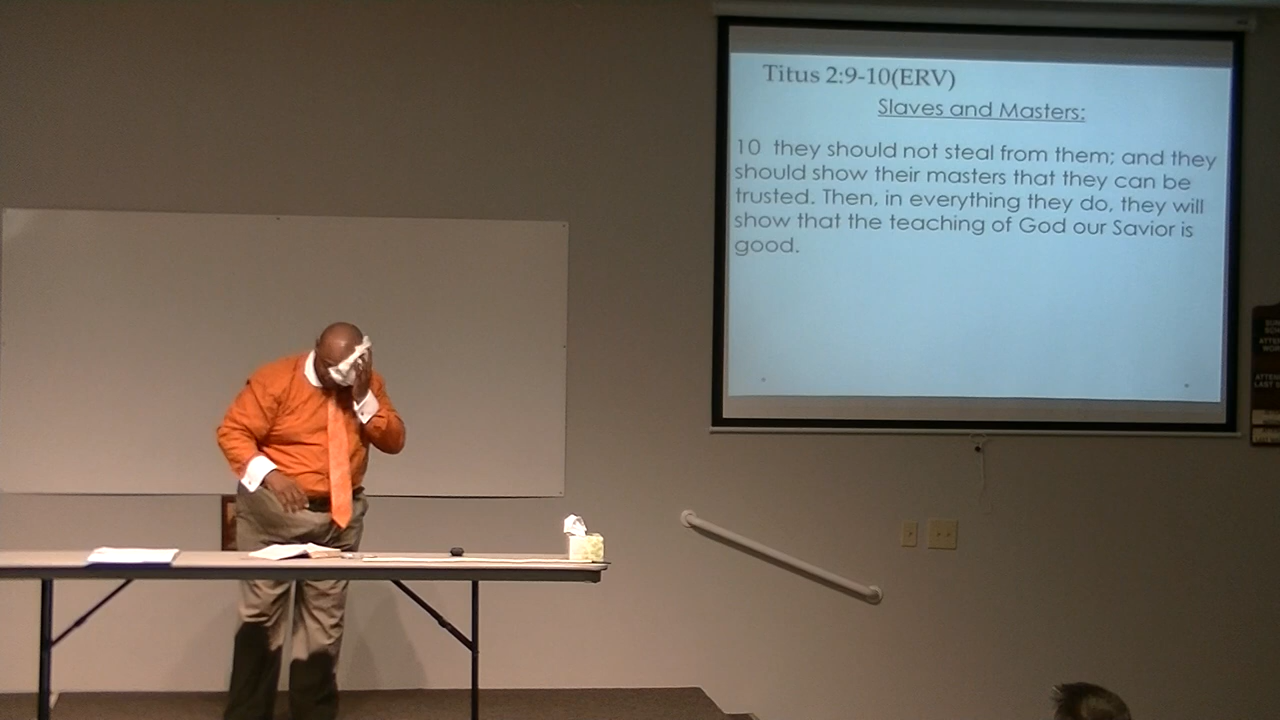 Titus 2:9-10(ERV)
Slaves and Masters:
10 they should not steal from them; and they
should show their masters that they can be
trusted. Then, in everything they do, they will
show that the teaching of God our Savior is
good.